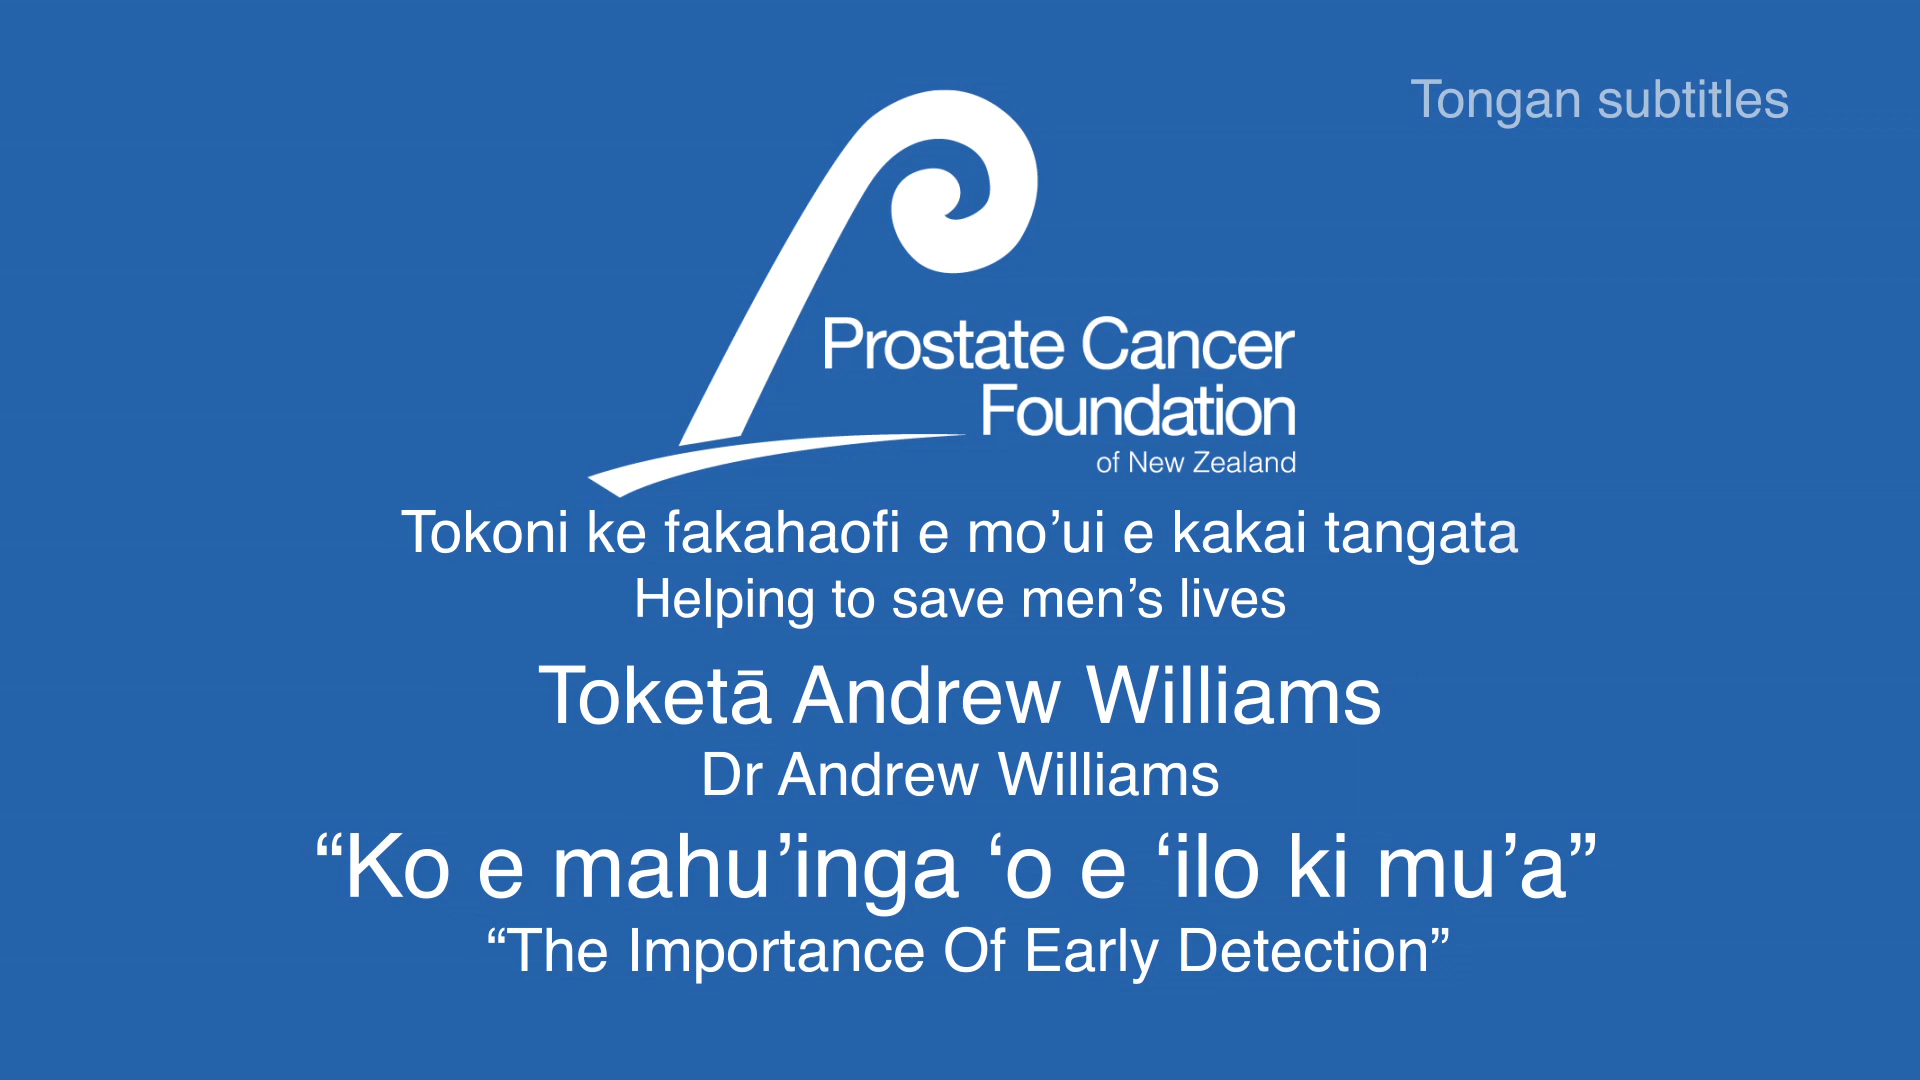 Tongan subtitles
Prostate Cancer
Foundation
of New Zealand
Tokoni ke fakahaofi e mo’ui e kakai tangata
Helping to save men’s lives
Toketā Andrew Williams
Dr Andrew Williams
“Ko e mahu’inga ‘o e ‘ilo ki mu’a”
“The Importance Of Early Detection”